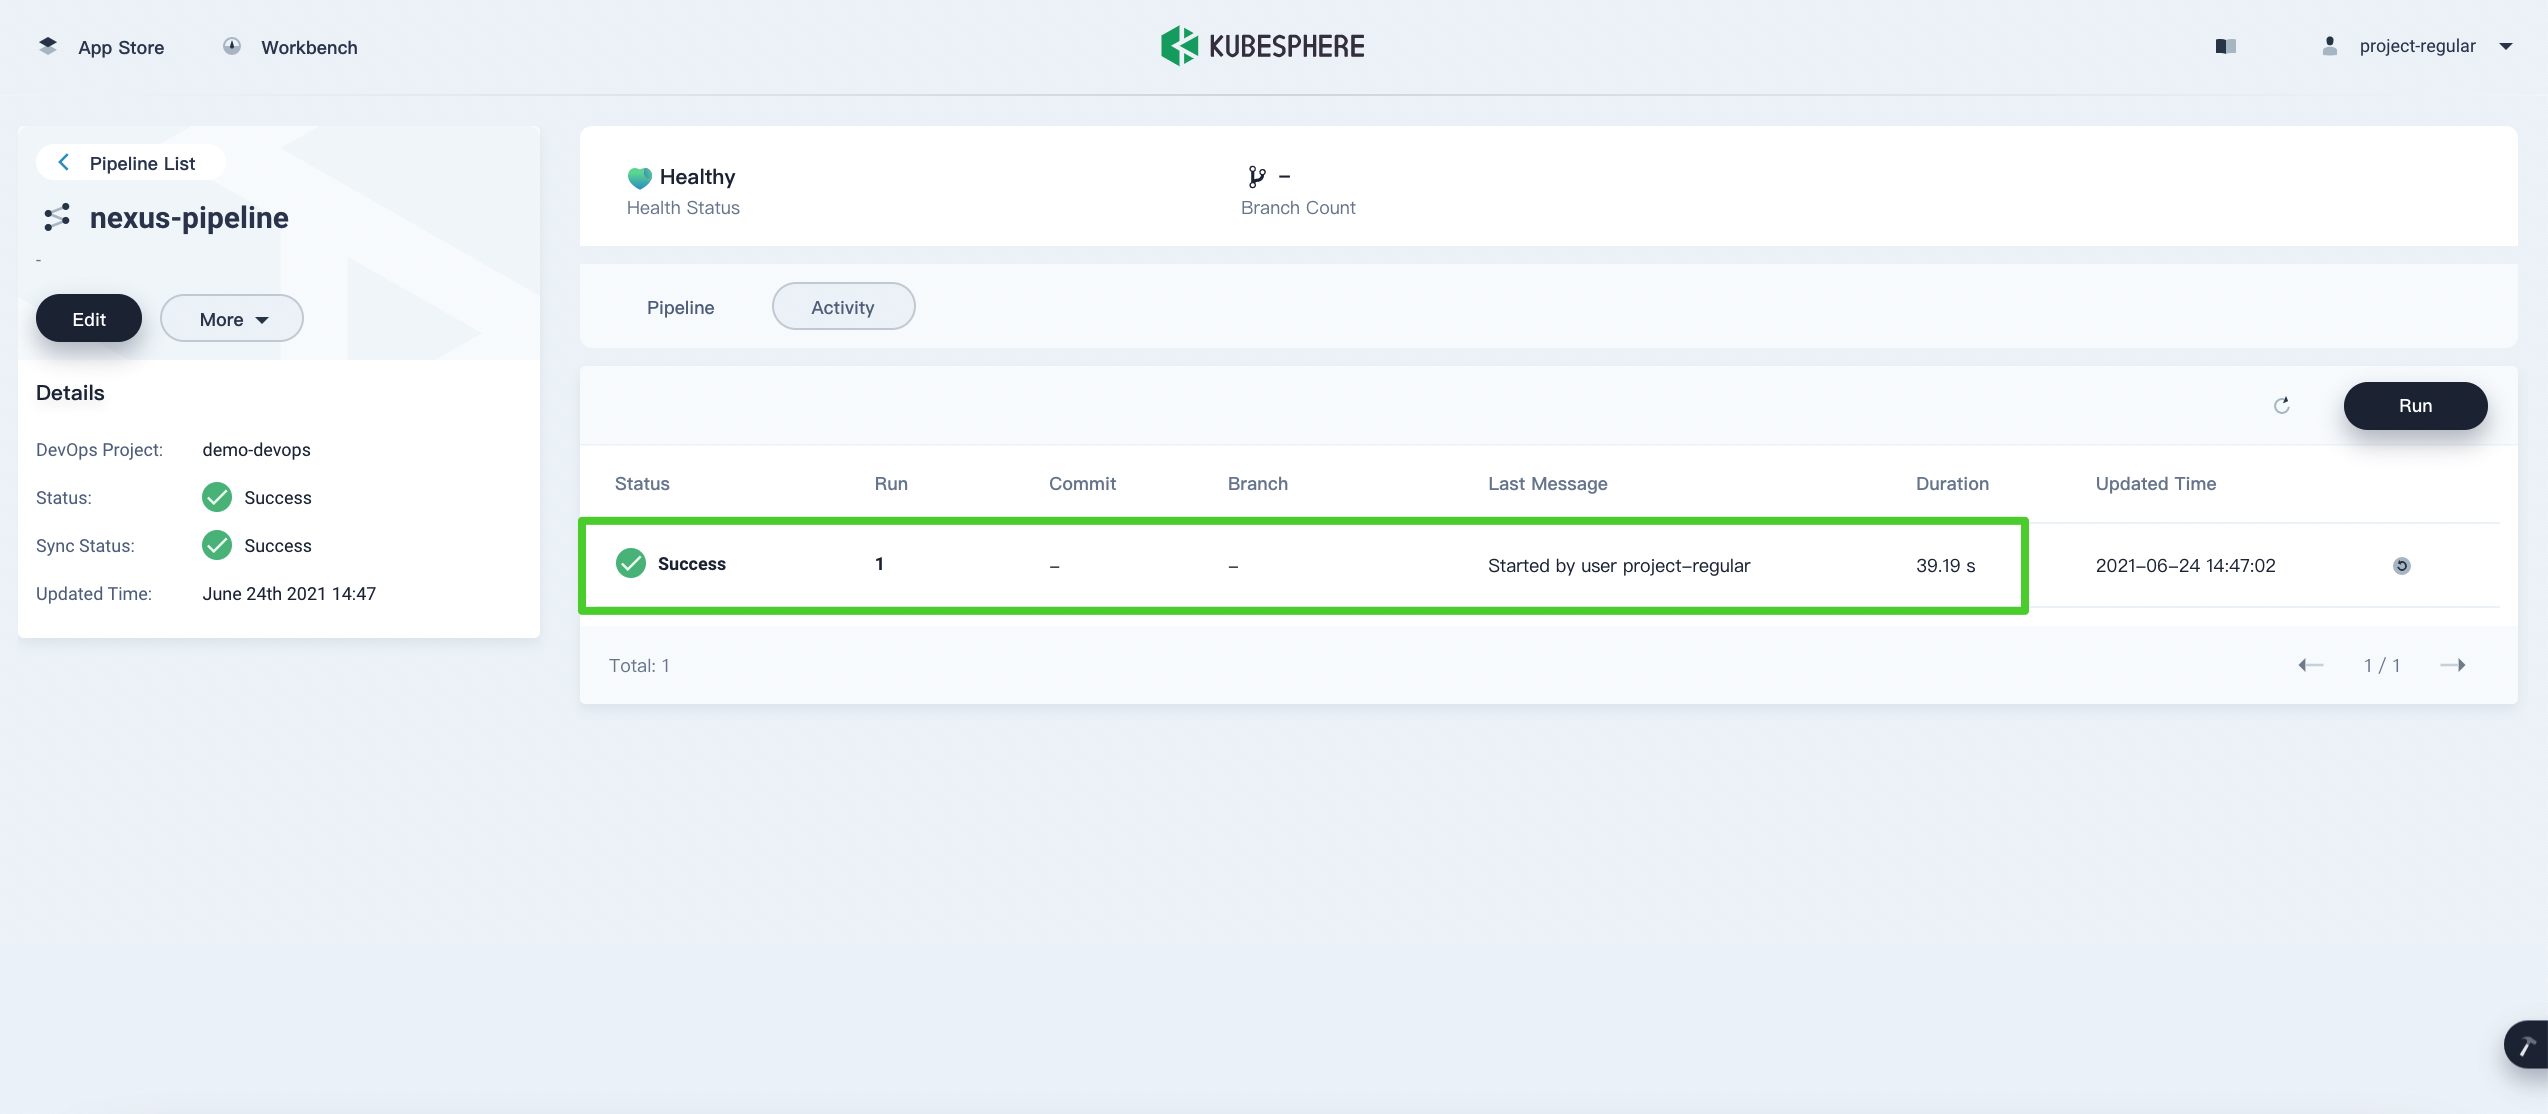 App Store
Workbench
KUBESPHERE
project-regular
Pipeline List
nexus-pipeline
-
Edit
More
Details
DevOps Project: demo-devops
Status: Success
Sync Status: Success
Updated Time: June 24th 2021 14:47
Healthy
Health Status
–
Branch Count
Pipeline
Activity
Run
Status Run Commit Branch Last Message Duration Updated Time
Success 1 – – Started by user project-regular 39.19 s 2021-06-24 14:47:02
Total: 1
1 / 1